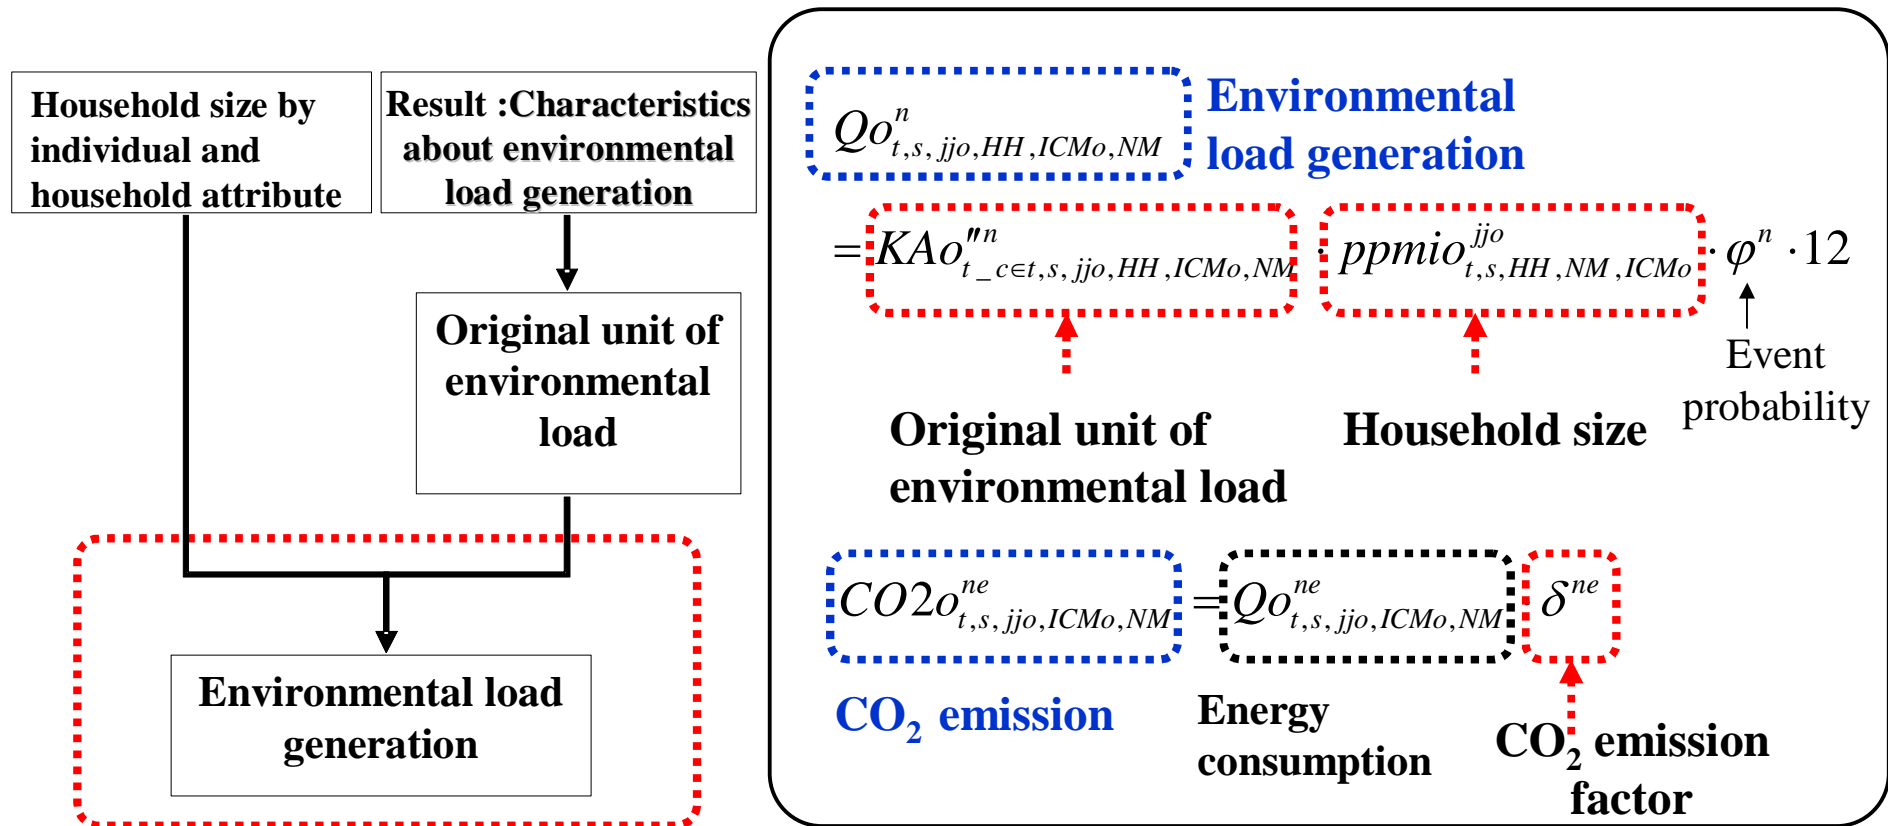 Household size by
individual and
household attribute
Result :Characteristics
about environmental
load generation
Original unit of
environmental
load
Environmental load
generation
Qo^{n}_{t,s,jjo,HH,ICMo,NM}
Environmental
load generation
= KAo''^{n}_{t_c∈t,s,jjo,HH,ICMo,NM} · ppmio^{jjo}_{t,s,HH,NM,ICMo} · φ^{n} · 12
Event
probability
Original unit of
environmental load
Household size
CO2o^{ne}_{t,s,jjo,ICMo,NM} = Qo^{ne}_{t,s,jjo,ICMo,NM} δ^{ne}
CO₂ emission
Energy
consumption
CO₂ emission
factor